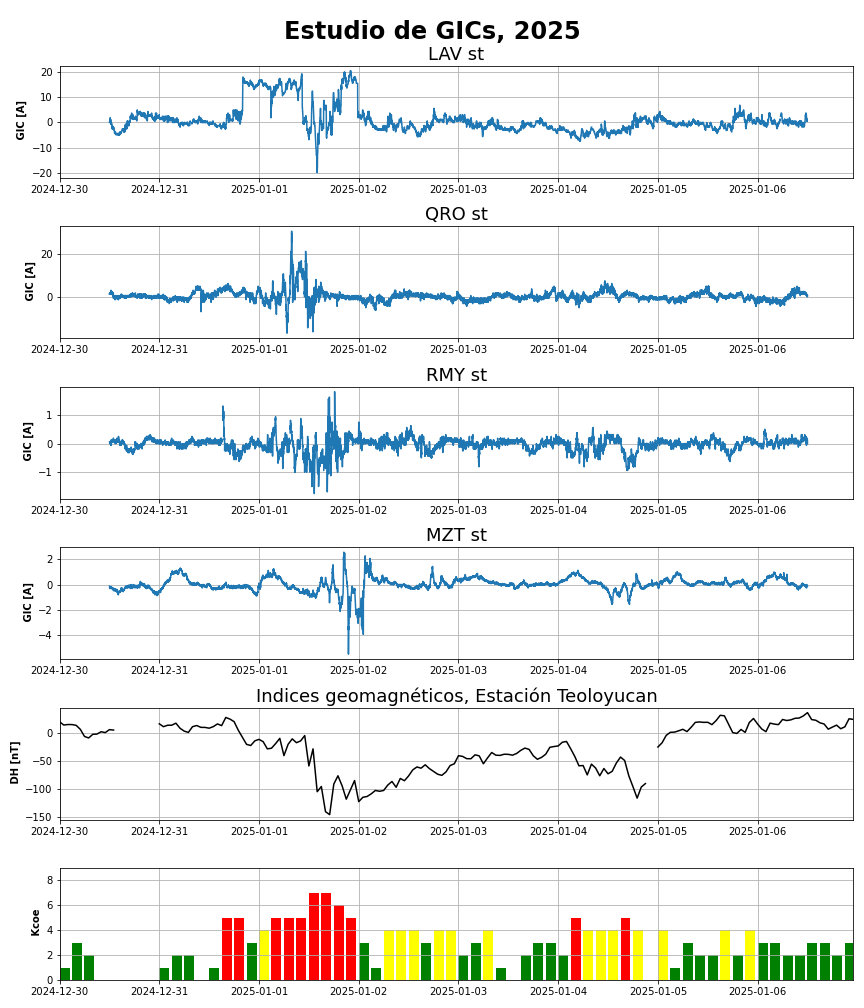 Estudio de GICs, 2025
LAV st
GIC [A]
20
10
0
−10
−20
2024-12-30 2024-12-31 2025-01-01 2025-01-02 2025-01-03 2025-01-04 2025-01-05 2025-01-06
QRO st
GIC [A]
20
0
2024-12-30 2024-12-31 2025-01-01 2025-01-02 2025-01-03 2025-01-04 2025-01-05 2025-01-06
RMY st
GIC [A]
1
0
−1
2024-12-30 2024-12-31 2025-01-01 2025-01-02 2025-01-03 2025-01-04 2025-01-05 2025-01-06
MZT st
GIC [A]
2
0
−2
−4
2024-12-30 2024-12-31 2025-01-01 2025-01-02 2025-01-03 2025-01-04 2025-01-05 2025-01-06
Indices geomagnéticos, Estación Teoloyucan
DH [nT]
0
−50
−100
−150
2024-12-30 2024-12-31 2025-01-01 2025-01-02 2025-01-03 2025-01-04 2025-01-05 2025-01-06
Kcoe
8
6
4
2
0
2024-12-30 2024-12-31 2025-01-01 2025-01-02 2025-01-03 2025-01-04 2025-01-05 2025-01-06